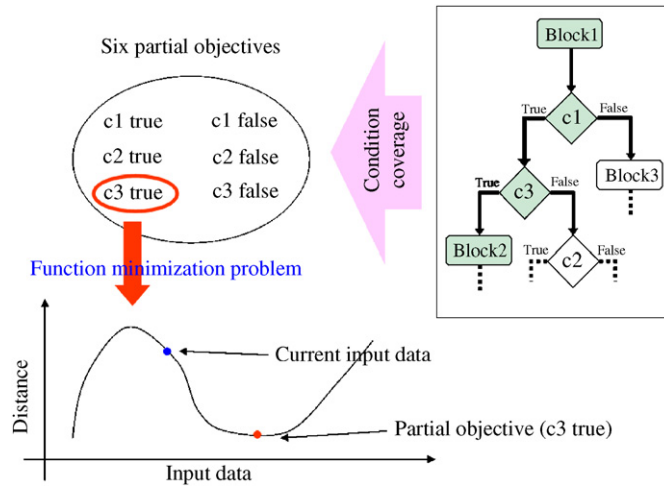 Six partial objectives
c1 true
c1 false
c2 true
c2 false
c3 true
c3 false
Function minimization problem
Condition
coverage
Block1
True
False
c1
Block3
True
False
c3
Block2
True
False
c2
Current input data
Partial objective (c3 true)
Distance
Input data